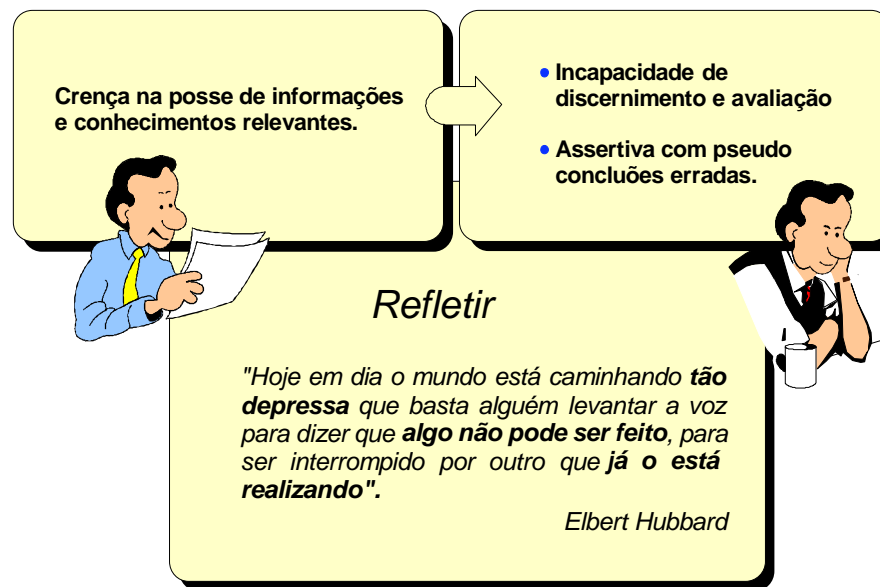 Crença na posse de informações
e conhecimentos relevantes.
• Incapacidade de
discernimento e avaliação
• Assertiva com pseudo
concluões erradas.
Refletir
"Hoje em dia o mundo está caminhando tão
depressa que basta alguém levantar a voz
para dizer que algo não pode ser feito, para
ser interrompido por outro que já o está
realizando".
Elbert Hubbard